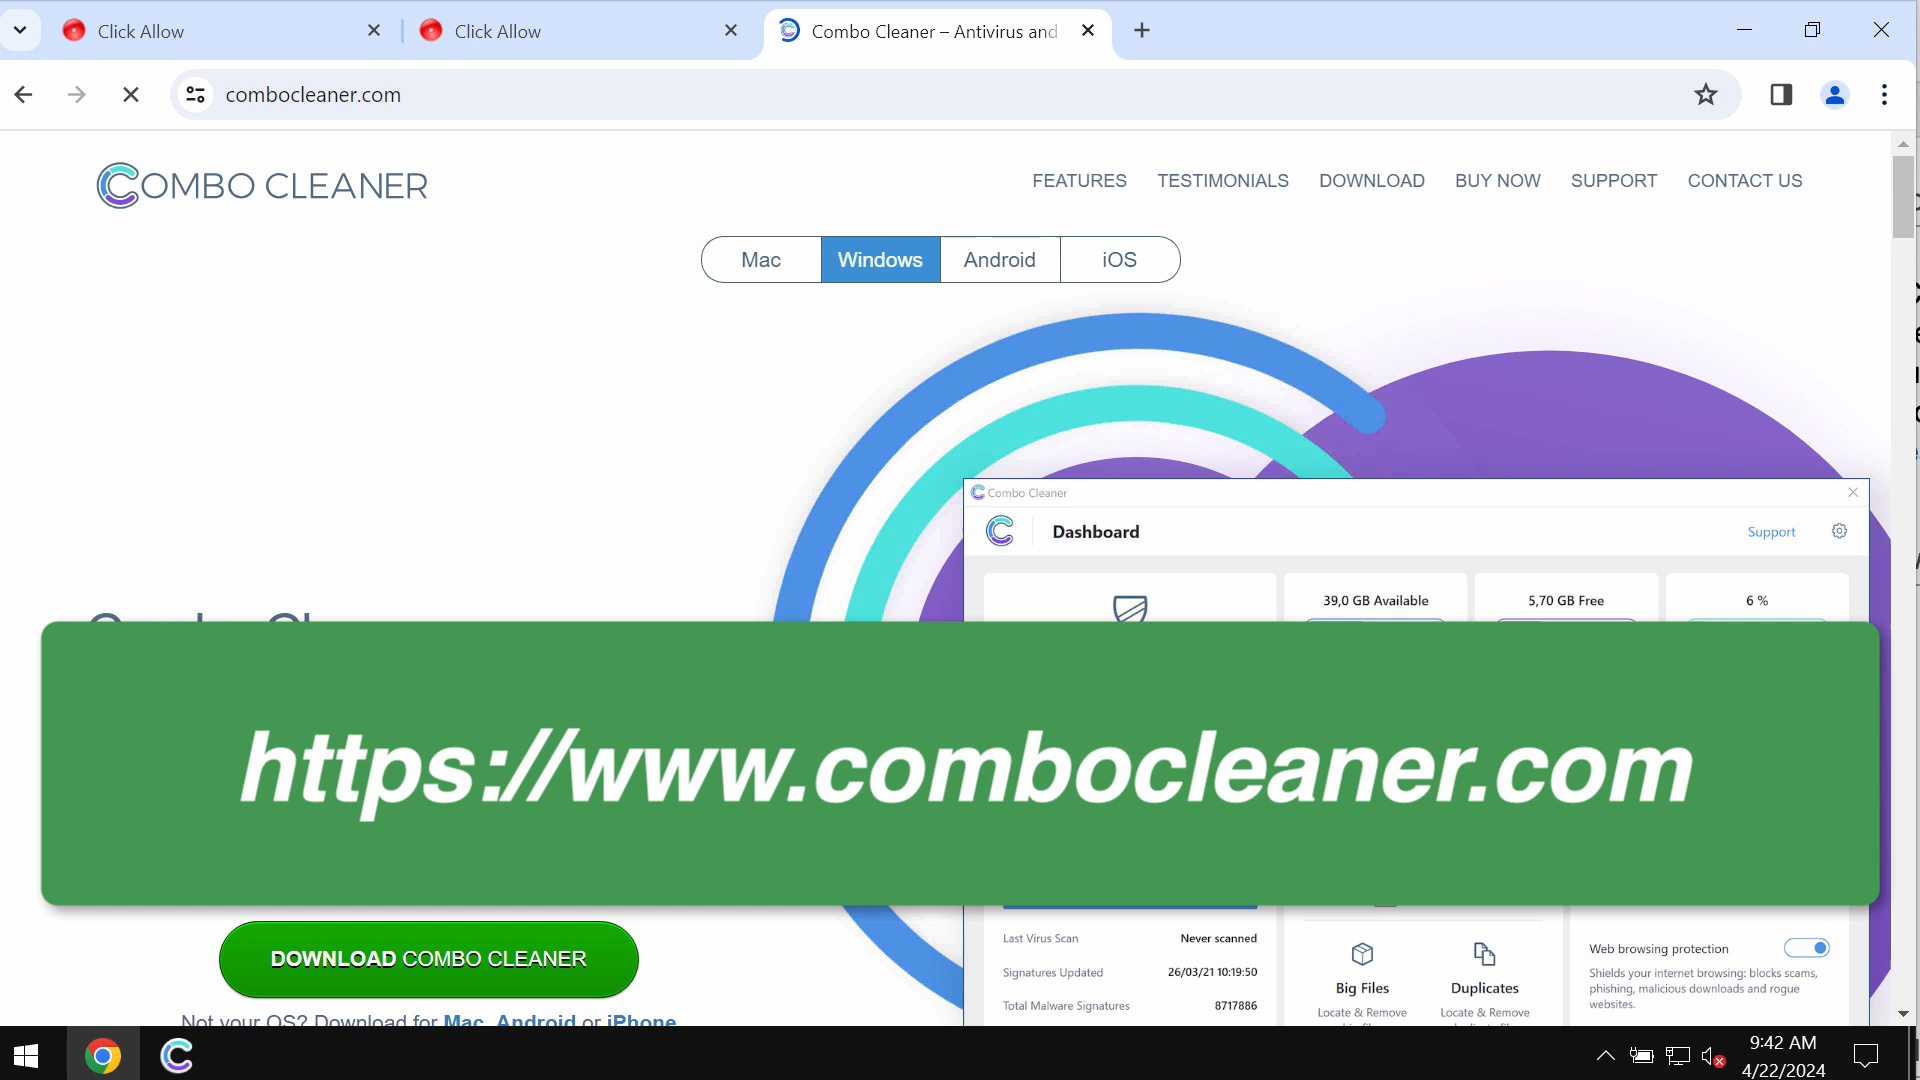 Click Allow
Click Allow
Combo Cleaner – Antivirus and
combocleaner.com
COMBO CLEANER
FEATURES TESTIMONIALS DOWNLOAD BUY NOW SUPPORT CONTACT US
Mac Windows Android iOS
Combo Cleaner
Dashboard
Support
39,0 GB Available
5,70 GB Free
6 %
https://www.combocleaner.com
DOWNLOAD COMBO CLEANER
Not your OS? Download for Mac, Android or iPhone
Last Virus Scan Never scanned
Signatures Updated 26/03/21 10:19:50
Total Malware Signatures 8717886
Big Files
Locate & Remove
Duplicates
Locate & Remove
Web browsing protection
Shields your internet browsing: blocks scams,
phishing, malicious downloads and rogue
websites.
9:42 AM
4/22/2024